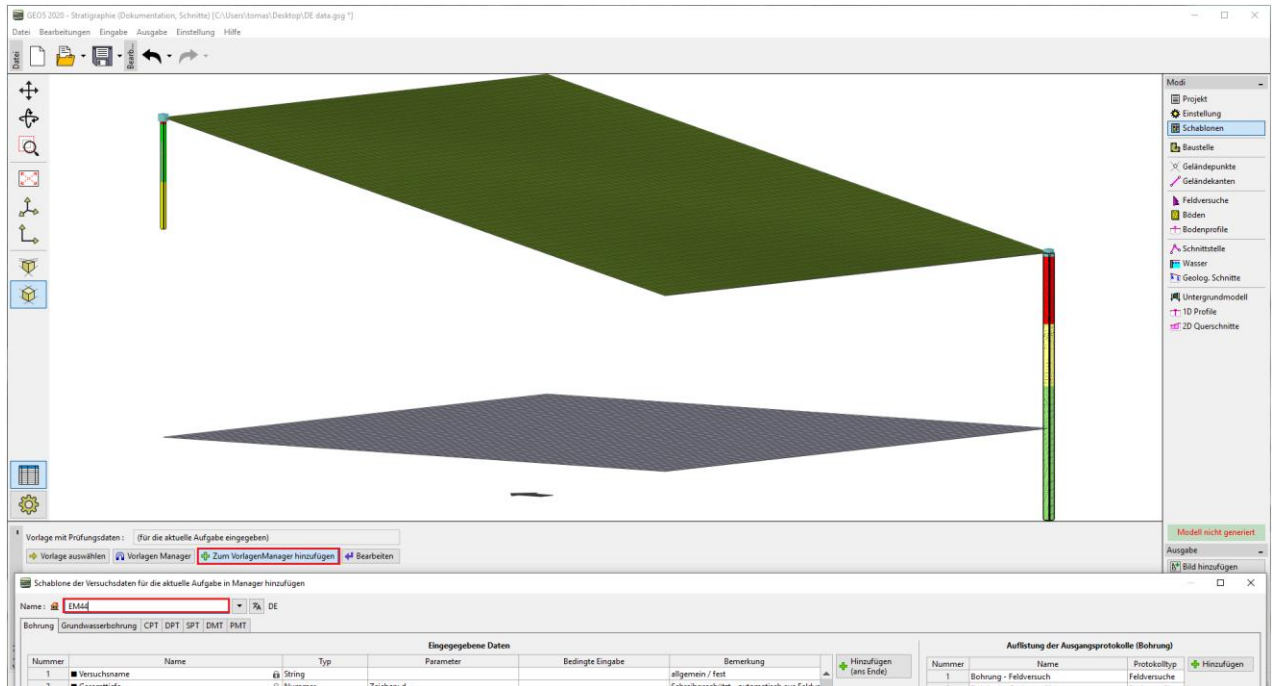 GEO5 2020 - Stratigraphie (Dokumentation, Schnitte) [C:\Users\tomas\Desktop\DE data.gsg *]
Datei Bearbeitungen Eingabe Ausgabe Einstellung Hilfe
Datei
Bearb...
Modi
Projekt
Einstellung
Schablonen
Baustelle
Geländepunkte
Geländekanten
Feldversuche
Böden
Bodenprofile
Schnittstelle
Wasser
Geolog. Schnitte
Untergrundmodell
1D Profile
2D Querschnitte
Modell nicht generiert
Ausgabe
Bild hinzufügen
Vorlage mit Prüfungsdaten : (für die aktuelle Aufgabe eingegeben)
Vorlage auswählen Vorlagen Manager Zum VorlagenManager hinzufügen Bearbeiten
Schablone der Versuchsdaten für die aktuelle Aufgabe in Manager hinzufügen
Name : EM44 DE
Bohrung Grundwasserbohrung CPT DPT SPT DMT PMT
Eingegegebene Daten
Nummer Name Typ Parameter Bedingte Eingabe Bemerkung
1 Versuchsname String allgemein / fest
Hinzufügen
(ans Ende)
Auflistung der Ausgangsprotokolle (Bohrung)
Nummer Name Protokolltyp
1 Bohrung - Feldversuch Feldversuche
Hinzufügen